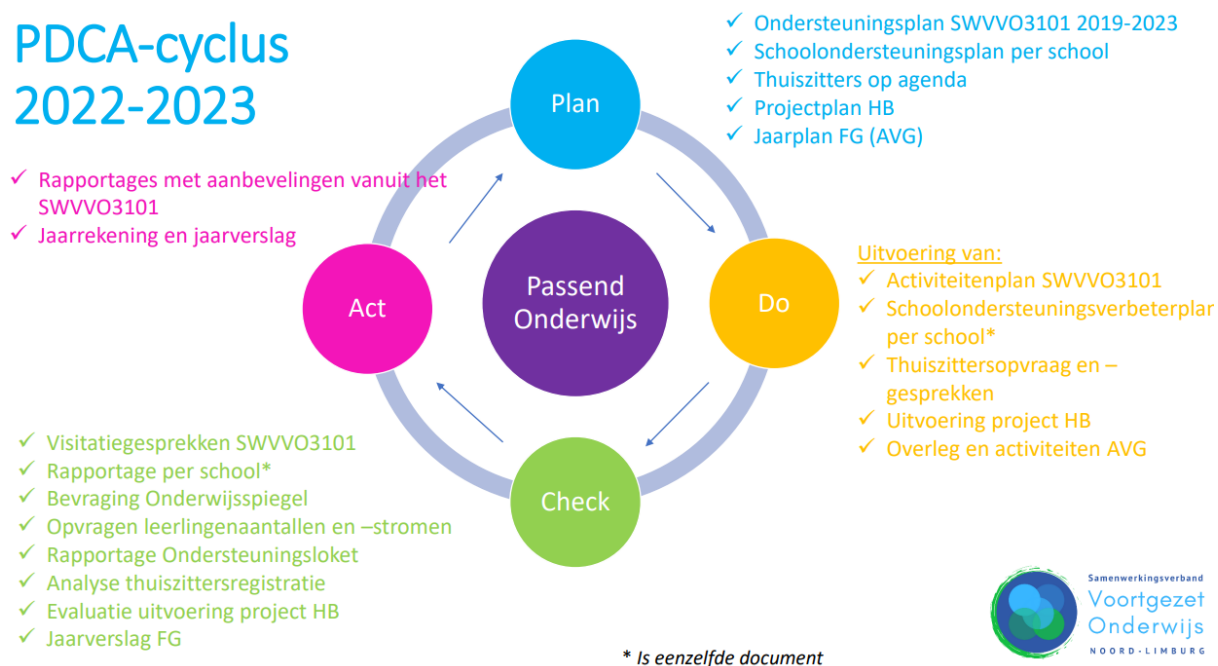 PDCA-cyclus
2022-2023
Plan
✓ Ondersteuningsplan SWVVO3101 2019-2023
✓ Schoolondersteuningsplan per school
✓ Thuiszitters op agenda
✓ Projectplan HB
✓ Jaarplan FG (AVG)
✓ Rapportages met aanbevelingen vanuit het
SWVVO3101
✓ Jaarrekening en jaarverslag
Act
Passend
Onderwijs
Do
Uitvoering van:
✓ Activiteitenplan SWVVO3101
✓ Schoolondersteuningsverbeterplan
per school*
✓ Thuiszittersopvraag en –
gesprekken
✓ Uitvoering project HB
✓ Overleg en activiteiten AVG
Check
✓ Visitatiegesprekken SWVVO3101
✓ Rapportage per school*
✓ Bevraging Onderwijsspiegel
✓ Opvragen leerlingenaantallen en –stromen
✓ Rapportage Ondersteuningsloket
✓ Analyse thuiszittersregistratie
✓ Evaluatie uitvoering project HB
✓ Jaarverslag FG
* Is eenzelfde document
Samenwerkingsverband
Voortgezet
Onderwijs
NOORD-LIMBURG